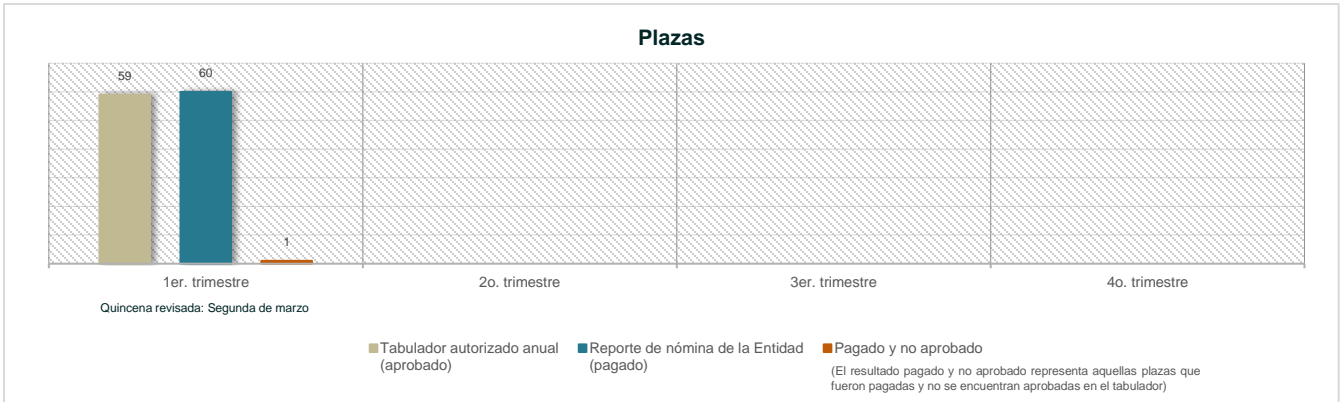 Plazas
59
60
1
1er. trimestre
2o. trimestre
3er. trimestre
4o. trimestre
Quincena revisada: Segunda de marzo
Tabulador autorizado anual
(aprobado)
Reporte de nómina de la Entidad
(pagado)
Pagado y no aprobado
(El resultado pagado y no aprobado representa aquellas plazas que
fueron pagadas y no se encuentran aprobadas en el tabulador)